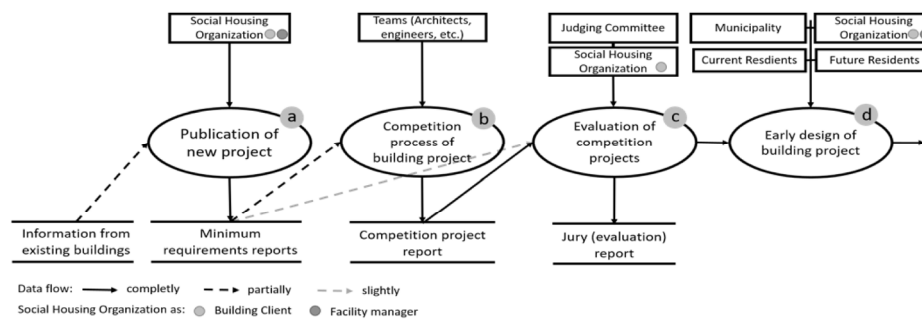 Social Housing
Organization
Teams (Architects,
engineers, etc.)
Judging Committee
Social Housing
Organization
Municipality
Social Housing
Organization
Current Resdients
Future Residents
a
Publication of
new project
b
Competition
process of
building project
c
Evaluation of
competition
projects
d
Early design of
building project
Information from
existing buildings
Minimum
requirements reports
Competition project
report
Jury (evaluation)
report
Data flow: completly partially slightly
Social Housing Organization as: Building Client Facility manager